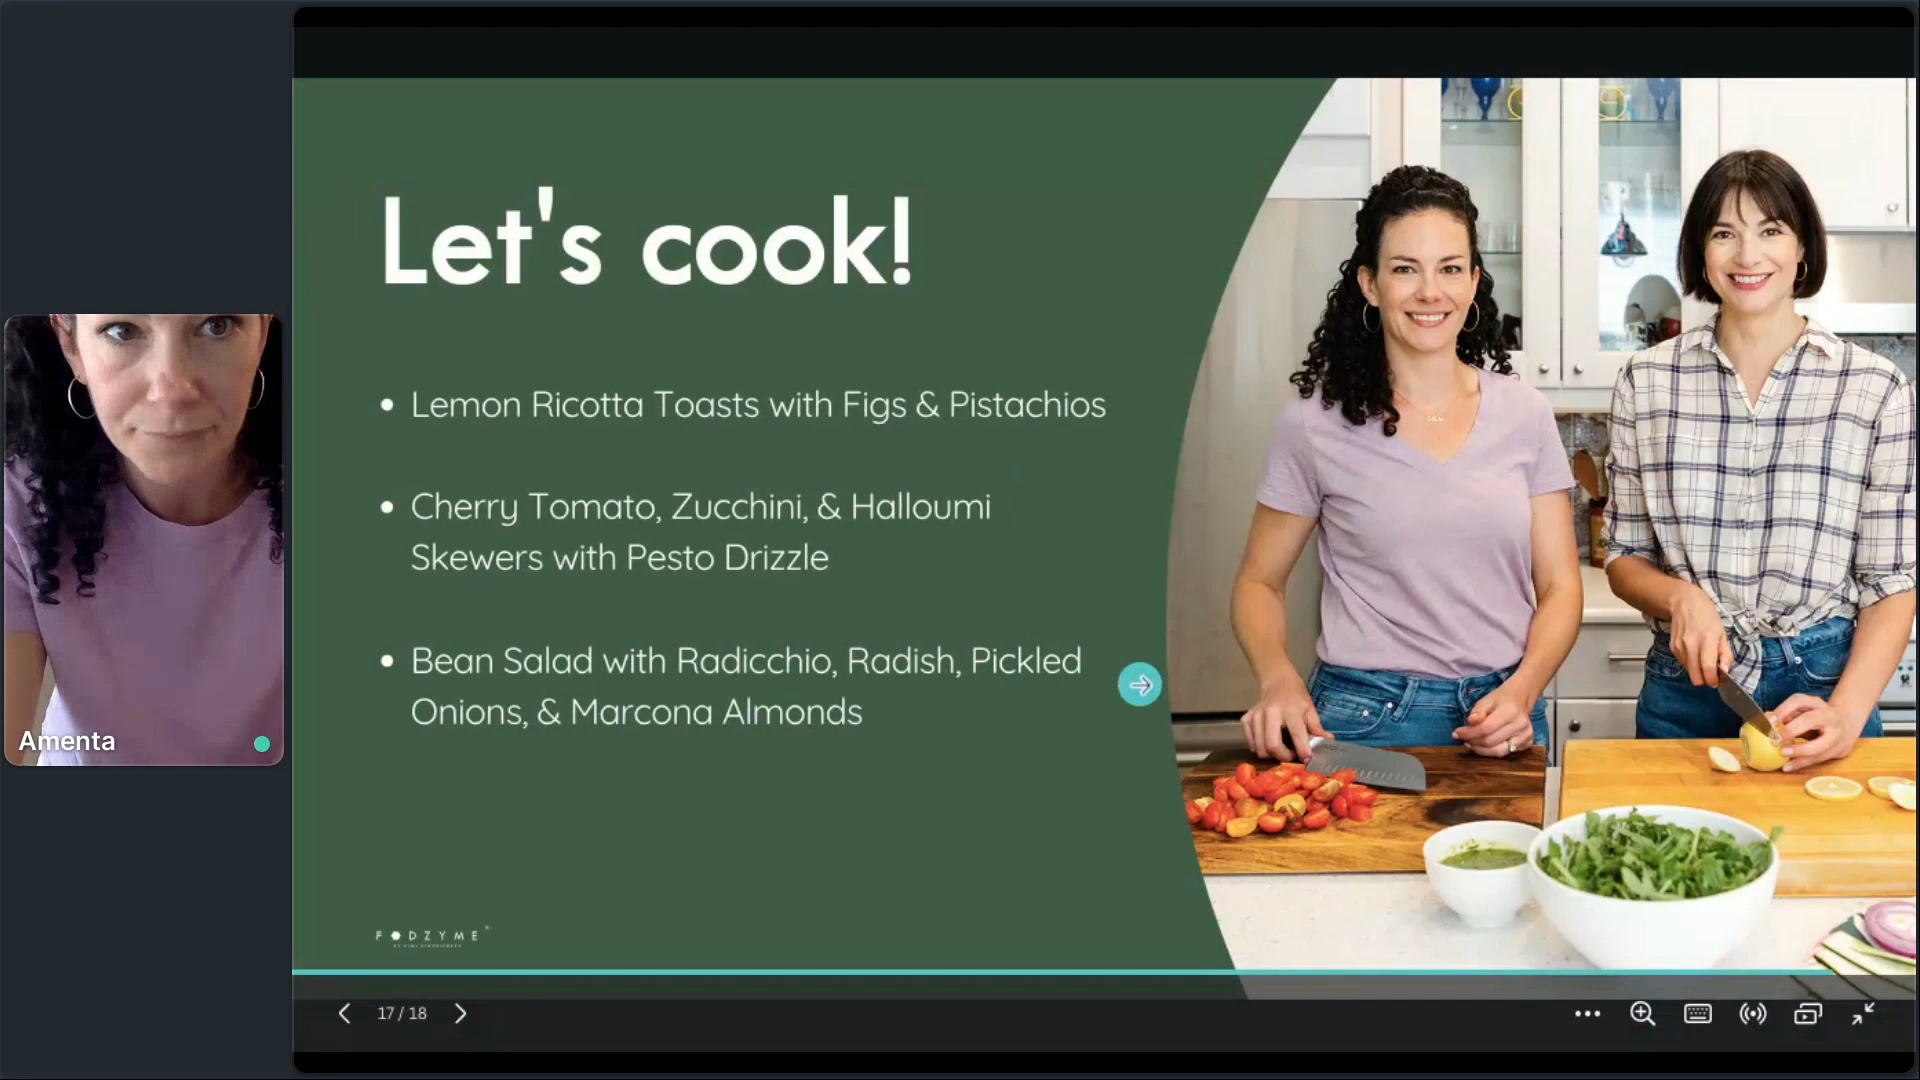 Let's cook!
• Lemon Ricotta Toasts with Figs & Pistachios
• Cherry Tomato, Zucchini, & Halloumi
Skewers with Pesto Drizzle
• Bean Salad with Radicchio, Radish, Pickled
Onions, & Marcona Almonds
Amenta
FODZYME
17 / 18